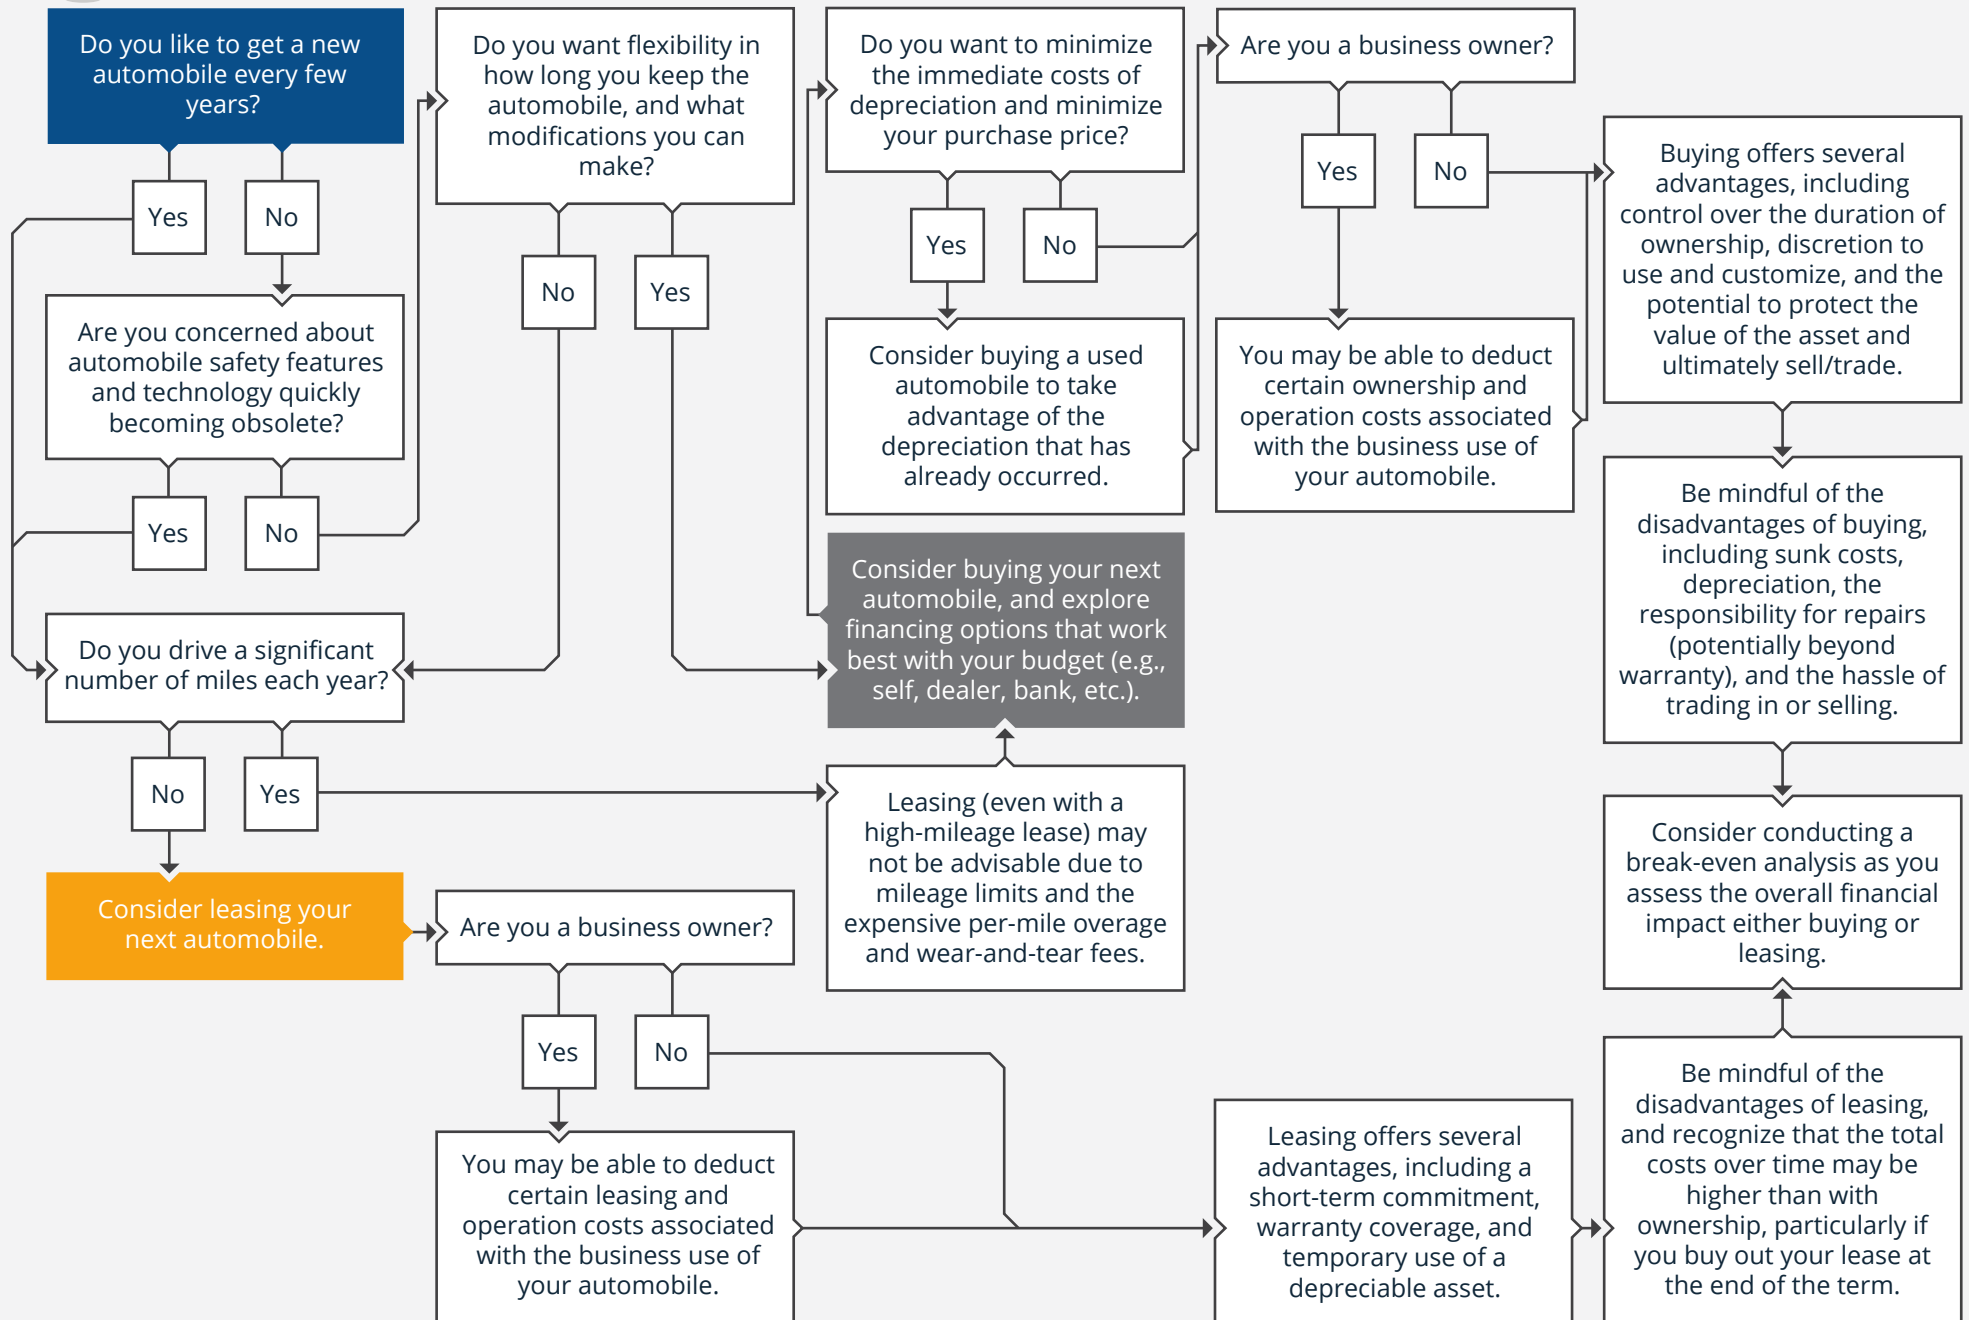 Do you like to get a new
automobile every few
years?
Yes
No
Are you concerned about
automobile safety features
and technology quickly
becoming obsolete?
Yes
No
Do you drive a significant
number of miles each year?
No
Yes
Consider leasing your
next automobile.
Do you want flexibility in
how long you keep the
automobile, and what
modifications you can
make?
No
Yes
Are you a business owner?
Yes
No
You may be able to deduct
certain leasing and
operation costs associated
with the business use of
your automobile.
Do you want to minimize
the immediate costs of
depreciation and minimize
your purchase price?
Yes
No
Consider buying a used
automobile to take
advantage of the
depreciation that has
already occurred.
Consider buying your next
automobile, and explore
financing options that work
best with your budget (e.g.,
self, dealer, bank, etc.).
Leasing (even with a
high-mileage lease) may
not be advisable due to
mileage limits and the
expensive per-mile overage
and wear-and-tear fees.
Are you a business owner?
Yes
No
You may be able to deduct
certain ownership and
operation costs associated
with the business use of
your automobile.
Leasing offers several
advantages, including a
short-term commitment,
warranty coverage, and
temporary use of a
depreciable asset.
Buying offers several
advantages, including
control over the duration of
ownership, discretion to
use and customize, and the
potential to protect the
value of the asset and
ultimately sell/trade.
Be mindful of the
disadvantages of buying,
including sunk costs,
depreciation, the
responsibility for repairs
(potentially beyond
warranty), and the hassle of
trading in or selling.
Consider conducting a
break-even analysis as you
assess the overall financial
impact either buying or
leasing.
Be mindful of the
disadvantages of leasing,
and recognize that the total
costs over time may be
higher than with
ownership, particularly if
you buy out your lease at
the end of the term.